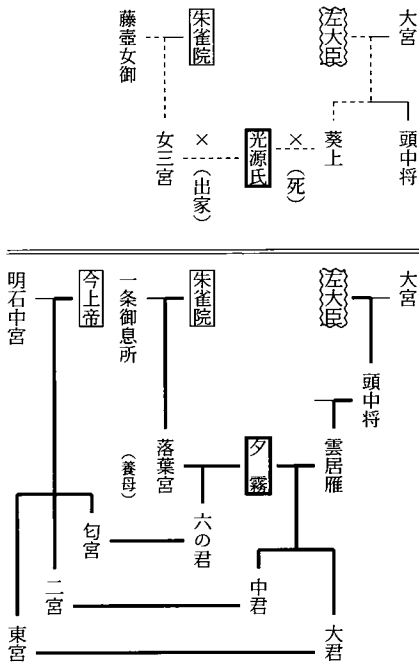 大宮
左大臣
朱雀院
藤壺女御
頭中将
葵上
×
(死)
光源氏
×
(出家)
女三宮
大宮
左大臣
朱雀院
一条御息所
今上帝
明石中宮
頭中将
雲居雁
夕霧
落葉宮
(養母)
六の君
匂宮
中君
二宮
大君
東宮